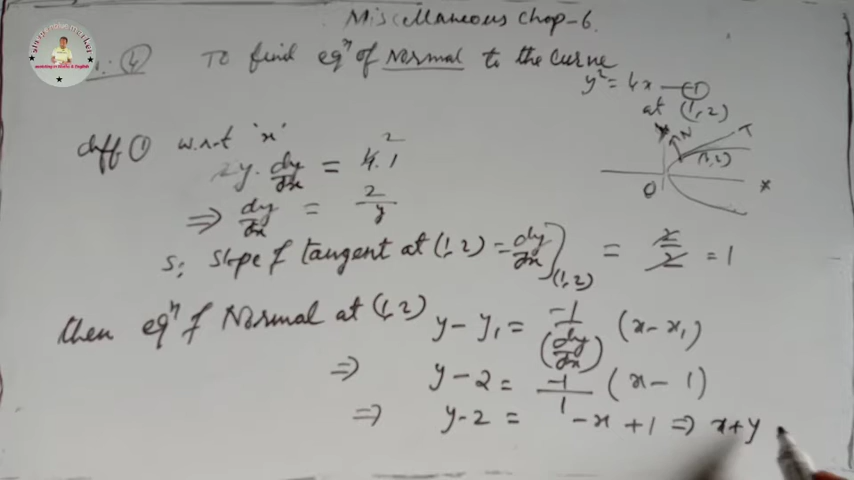 Miscellaneous Chap-6.
④ To find eqⁿ of Normal to the curve
y² = 4x —①
at (1,2)
diff ① w.r.t 'x'
2y. dy/dx = 4.1
2
⇒ dy/dx = 2/y
N T
(1,2)
O x
S; slope of tangent at (1,2) = dy/dx](1,2) = 2/2 = 1
then eqⁿ of Normal at (1,2) y - y₁ = -1/(dy/dx) (x - x₁)
⇒ y - 2 = -1/1 (x - 1)
⇒ y - 2 = -x + 1 ⇒ x + y